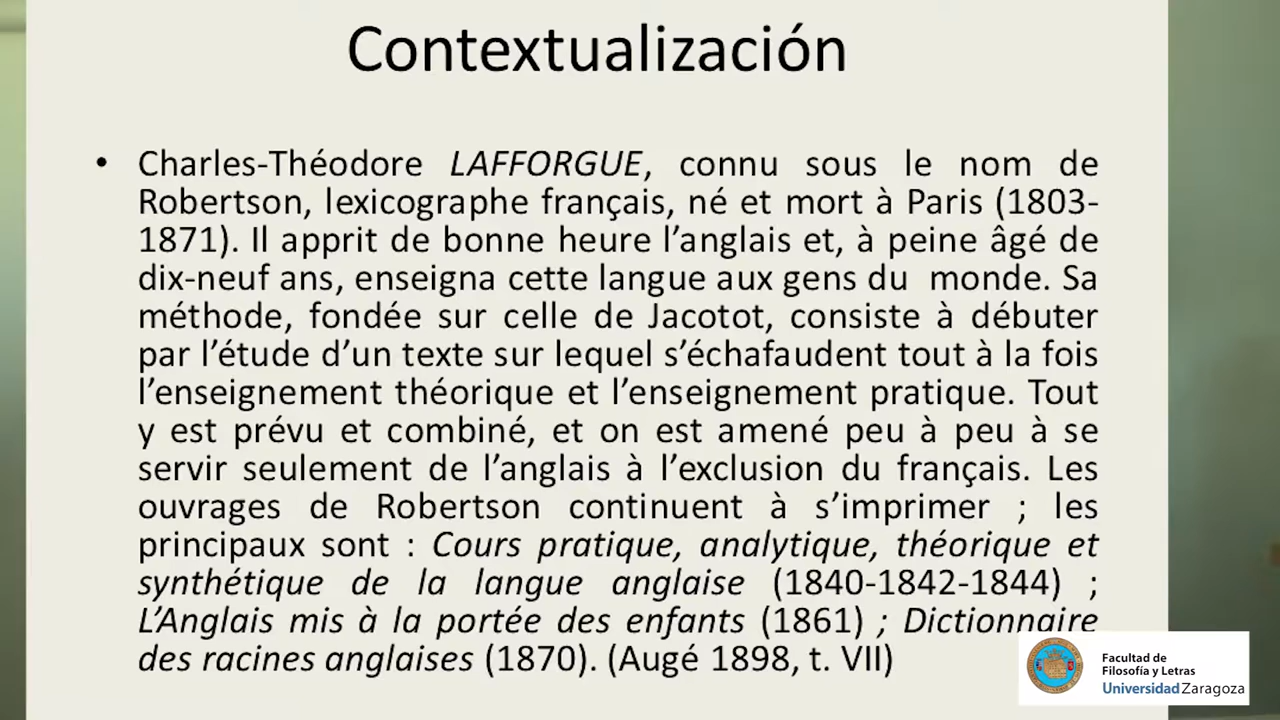 Contextualización
• Charles-Théodore LAFFORGUE, connu sous le nom de
Robertson, lexicographe français, né et mort à Paris (1803-
1871). Il apprit de bonne heure l’anglais et, à peine âgé de
dix-neuf ans, enseigna cette langue aux gens du monde. Sa
méthode, fondée sur celle de Jacotot, consiste à débuter
par l’étude d’un texte sur lequel s’échafaudent tout à la fois
l’enseignement théorique et l’enseignement pratique. Tout
y est prévu et combiné, et on est amené peu à peu à se
servir seulement de l’anglais à l’exclusion du français. Les
ouvrages de Robertson continuent à s’imprimer ; les
principaux sont : Cours pratique, analytique, théorique et
synthétique de la langue anglaise (1840-1842-1844) ;
L’Anglais mis à la portée des enfants (1861) ; Dictionnaire
des racines anglaises (1870). (Augé 1898, t. VII)
Facultad de
Filosofía y Letras
Universidad Zaragoza